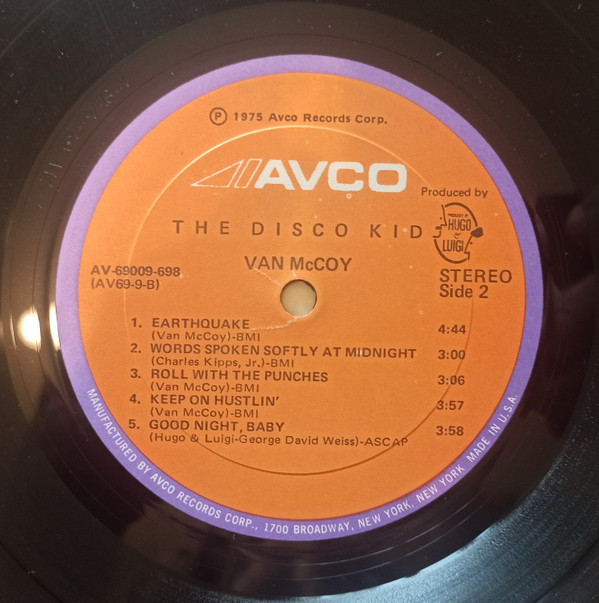 ℗ 1975 Avco Records Corp.
AVCO
Produced by
PRODUCED BY
HUGO
&
LUIGI
THE DISCO KID
VAN McCOY
AV-69009-698
(AV69-9-B)
STEREO
Side 2
1. EARTHQUAKE 4:44
(Van McCoy)-BMI
2. WORDS SPOKEN SOFTLY AT MIDNIGHT 3:00
(Charles Kipps, Jr.)-BMI
3. ROLL WITH THE PUNCHES 3:06
(Van McCoy)-BMI
4. KEEP ON HUSTLIN' 3:57
(Van McCoy)-BMI
5. GOOD NIGHT, BABY 3:58
(Hugo & Luigi-George David Weiss)-ASCAP
MANUFACTURED BY AVCO RECORDS CORP., 1700 BROADWAY, NEW YORK, NEW YORK MADE IN U.S.A.